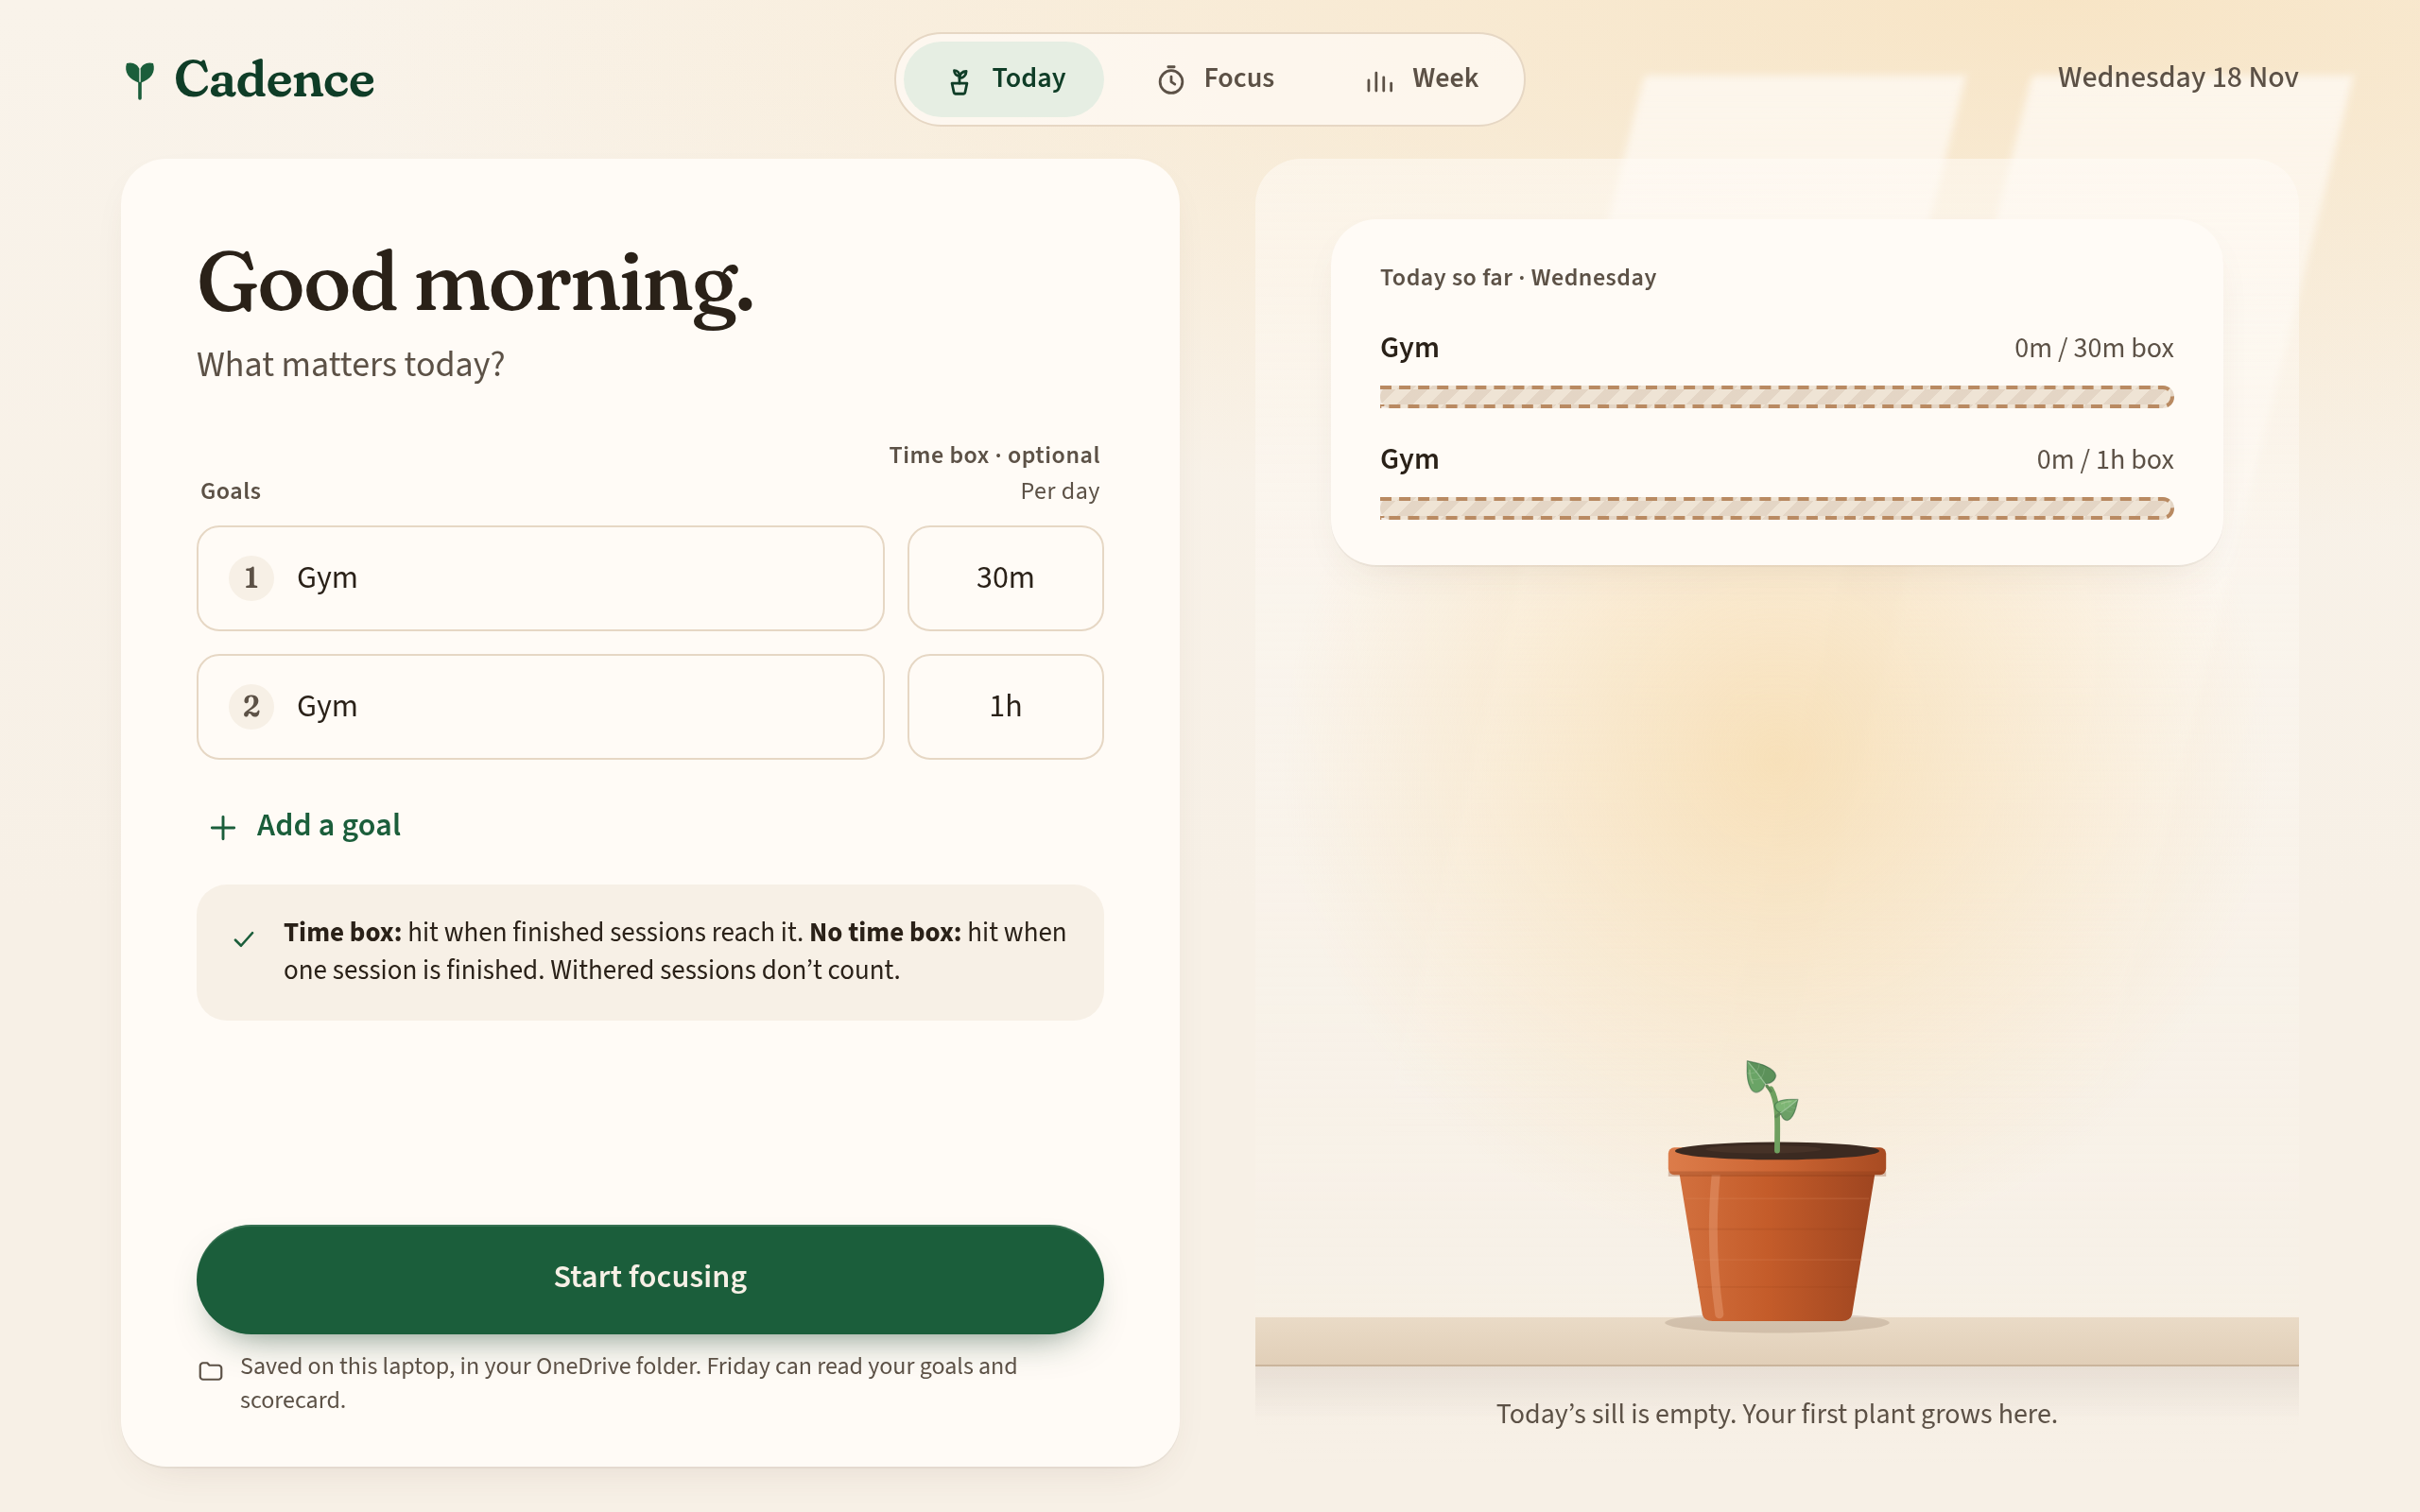 Cadence
Today
Focus
Week
Wednesday 18 Nov
Good morning.
What matters today?
Time box · optional
Goals
Per day
1 Gym
30m
2 Gym
1h
Add a goal
Time box: hit when finished sessions reach it. No time box: hit when
one session is finished. Withered sessions don’t count.
Start focusing
Saved on this laptop, in your OneDrive folder. Friday can read your goals and
scorecard.
Today so far · Wednesday
Gym
0m / 30m box
Gym
0m / 1h box
Today’s sill is empty. Your first plant grows here.